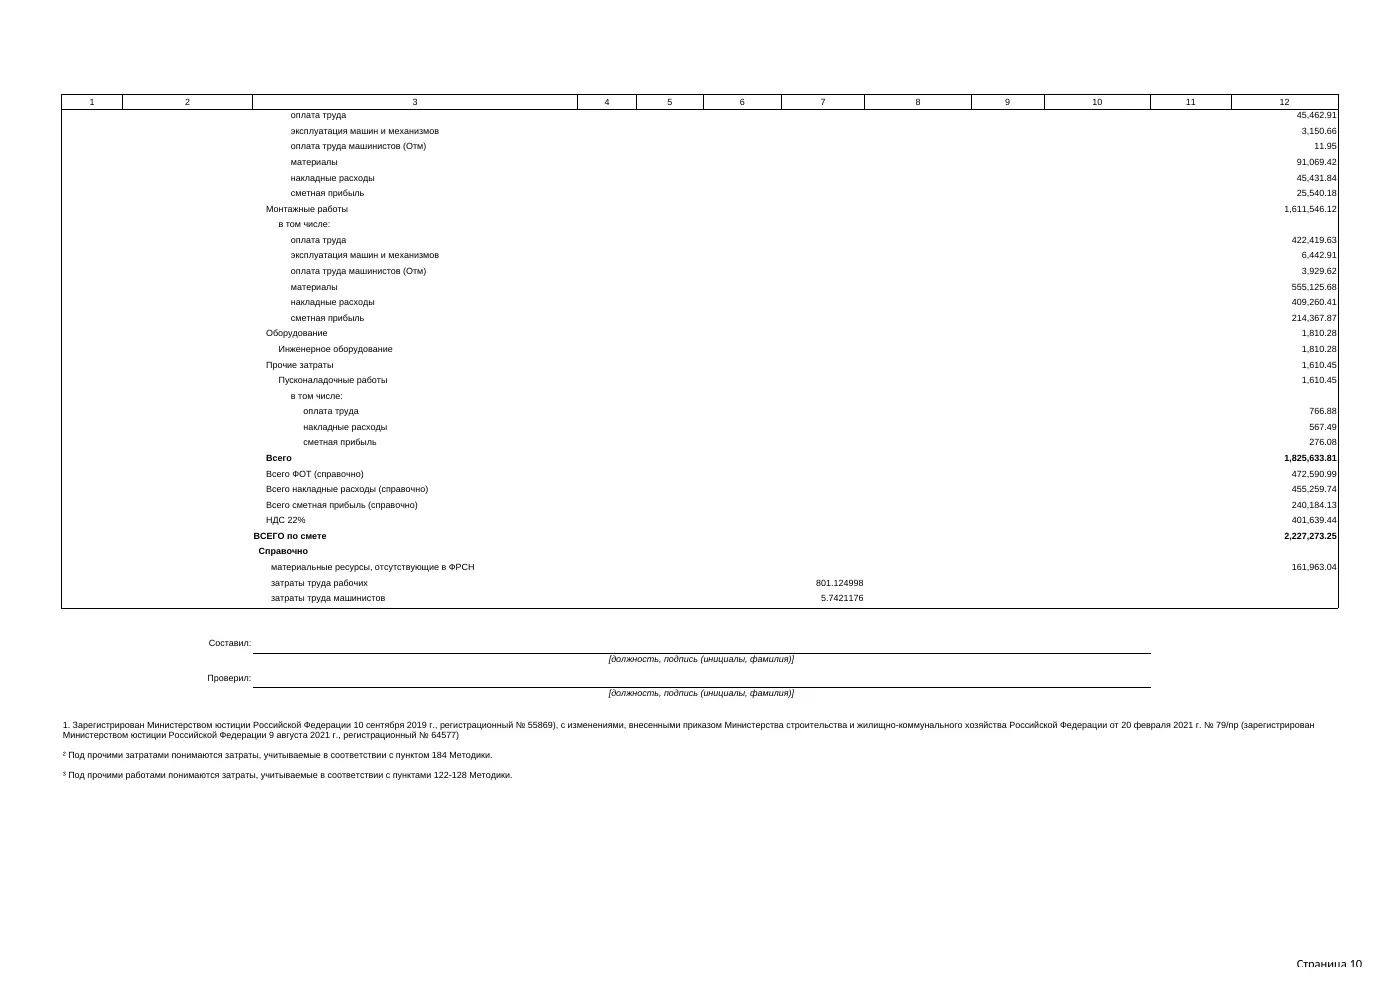 1 2 3 4 5 6 7 8 9 10 11 12
оплата труда 45,462.91
эксплуатация машин и механизмов 3,150.66
оплата труда машинистов (Отм) 11.95
материалы 91,069.42
накладные расходы 45,431.84
сметная прибыль 25,540.18
Монтажные работы 1,611,546.12
в том числе:
оплата труда 422,419.63
эксплуатация машин и механизмов 6,442.91
оплата труда машинистов (Отм) 3,929.62
материалы 555,125.68
накладные расходы 409,260.41
сметная прибыль 214,367.87
Оборудование 1,810.28
Инженерное оборудование 1,810.28
Прочие затраты 1,610.45
Пусконаладочные работы 1,610.45
в том числе:
оплата труда 766.88
накладные расходы 567.49
сметная прибыль 276.08
Всего 1,825,633.81
Всего ФОТ (справочно) 472,590.99
Всего накладные расходы (справочно) 455,259.74
Всего сметная прибыль (справочно) 240,184.13
НДС 22% 401,639.44
ВСЕГО по смете 2,227,273.25
Справочно
материальные ресурсы, отсутствующие в ФРСН 161,963.04
затраты труда рабочих 801.124998
затраты труда машинистов 5.7421176
Составил:
[должность, подпись (инициалы, фамилия)]
Проверил:
[должность, подпись (инициалы, фамилия)]
1. Зарегистрирован Министерством юстиции Российской Федерации 10 сентября 2019 г., регистрационный № 55869), с изменениями, внесенными приказом Министерства строительства и жилищно-коммунального хозяйства Российской Федерации от 20 февраля 2021 г. № 79/пр (зарегистрирован
Министерством юстиции Российской Федерации 9 августа 2021 г., регистрационный № 64577)
² Под прочими затратами понимаются затраты, учитываемые в соответствии с пунктом 184 Методики.
³ Под прочими работами понимаются затраты, учитываемые в соответствии с пунктами 122-128 Методики.
Страница 10